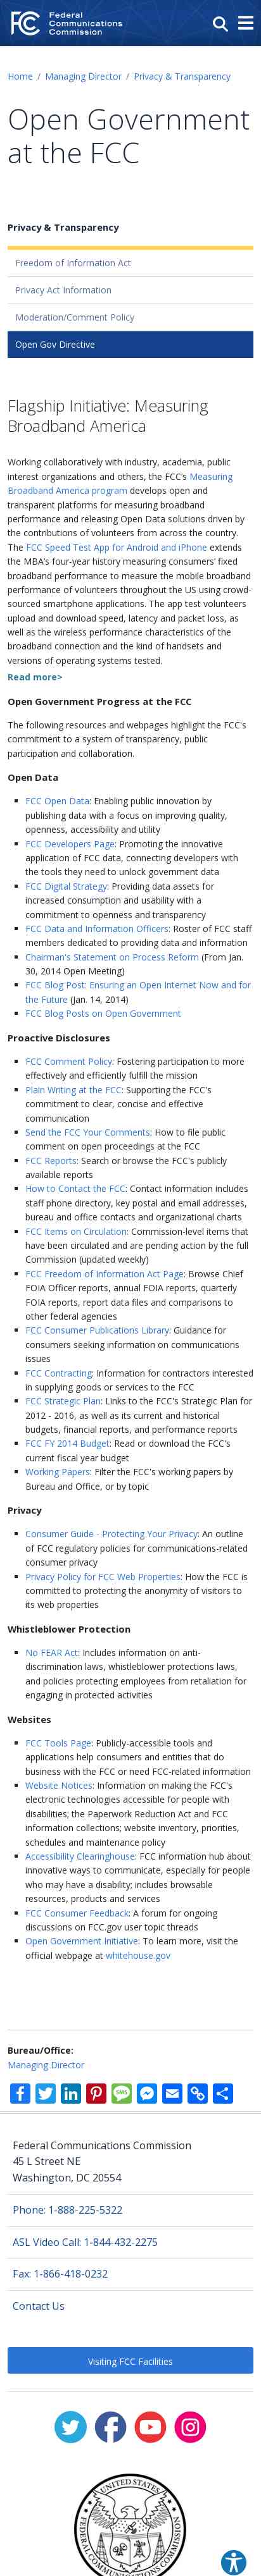 FC Federal Communications Commission
Home / Managing Director / Privacy & Transparency
Open Government
at the FCC
Privacy & Transparency
Freedom of Information Act
Privacy Act Information
Moderation/Comment Policy
Open Gov Directive
Flagship Initiative: Measuring
Broadband America
Working collaboratively with industry, academia, public
interest organizations and others, the FCC's Measuring
Broadband America program develops open and
transparent platforms for measuring broadband
performance and releasing Open Data solutions driven by
the contributions of volunteers from across the country.
The FCC Speed Test App for Android and iPhone extends
the MBA's four-year history measuring consumers' fixed
broadband performance to measure the mobile broadband
performance of volunteers throughout the US using crowd-
sourced smartphone applications. The app tests volunteer
upload and download speed, latency and packet loss, as
well as the wireless performance characteristics of the
broadband connection and the kind of handsets and
versions of operating systems tested.
Read more>
Open Government Progress at the FCC
The following resources and webpages highlight the FCC's
commitment to a system of transparency, public
participation and collaboration.
Open Data
FCC Open Data: Enabling public innovation by
publishing data with a focus on improving quality,
openness, accessibility and utility
FCC Developers Page: Promoting the innovative
application of FCC data, connecting developers with
the tools they need to unlock government data
FCC Digital Strategy: Providing data assets for
increased consumption and usability with a
commitment to openness and transparency
FCC Data and Information Officers: Roster of FCC staff
members dedicated to providing data and information
Chairman's Statement on Process Reform (From Jan.
30, 2014 Open Meeting)
FCC Blog Post: Ensuring an Open Internet Now and for
the Future (Jan. 14, 2014)
FCC Blog Posts on Open Government
Proactive Disclosures
FCC Comment Policy: Fostering participation to more
effectively and efficiently fulfill the mission
Plain Writing at the FCC: Supporting the FCC's
commitment to clear, concise and effective
communication
Send the FCC Your Comments: How to file public
comment on open proceedings at the FCC
FCC Reports: Search or browse the FCC's publicly
available reports
How to Contact the FCC: Contact information includes
staff phone directory, key postal and email addresses,
bureau and office contacts and organizational charts
FCC Items on Circulation: Commission-level items that
have been circulated and are pending action by the full
Commission (updated weekly)
FCC Freedom of Information Act Page: Browse Chief
FOIA Officer reports, annual FOIA reports, quarterly
FOIA reports, report data files and comparisons to
other federal agencies
FCC Consumer Publications Library: Guidance for
consumers seeking information on communications
issues
FCC Contracting: Information for contractors interested
in supplying goods or services to the FCC
FCC Strategic Plan: Links to the FCC's Strategic Plan for
2012 - 2016, as well as its current and historical
budgets, financial reports, and performance reports
FCC FY 2014 Budget: Read or download the FCC's
current fiscal year budget
Working Papers: Filter the FCC's working papers by
Bureau and Office, or by topic
Privacy
Consumer Guide - Protecting Your Privacy: An outline
of FCC regulatory policies for communications-related
consumer privacy
Privacy Policy for FCC Web Properties: How the FCC is
committed to protecting the anonymity of visitors to
its web properties
Whistleblower Protection
No FEAR Act: Includes information on anti-
discrimination laws, whistleblower protections laws,
and policies protecting employees from retaliation for
engaging in protected activities
Websites
FCC Tools Page: Publicly-accessible tools and
applications help consumers and entities that do
business with the FCC or need FCC-related information
Website Notices: Information on making the FCC's
electronic technologies accessible for people with
disabilities; the Paperwork Reduction Act and FCC
information collections; website inventory, priorities,
schedules and maintenance policy
Accessibility Clearinghouse: FCC information hub about
innovative ways to communicate, especially for people
who may have a disability; includes browsable
resources, products and services
FCC Consumer Feedback: A forum for ongoing
discussions on FCC.gov user topic threads
Open Government Initiative: To learn more, visit the
official webpage at whitehouse.gov
Bureau/Office:
Managing Director
SMS
Federal Communications Commission
45 L Street NE
Washington, DC 20554
Phone: 1-888-225-5322
ASL Video Call: 1-844-432-2275
Fax: 1-866-418-0232
Contact Us
Visiting FCC Facilities
UNITED STATES
FEDERAL COMMUNICATIONS